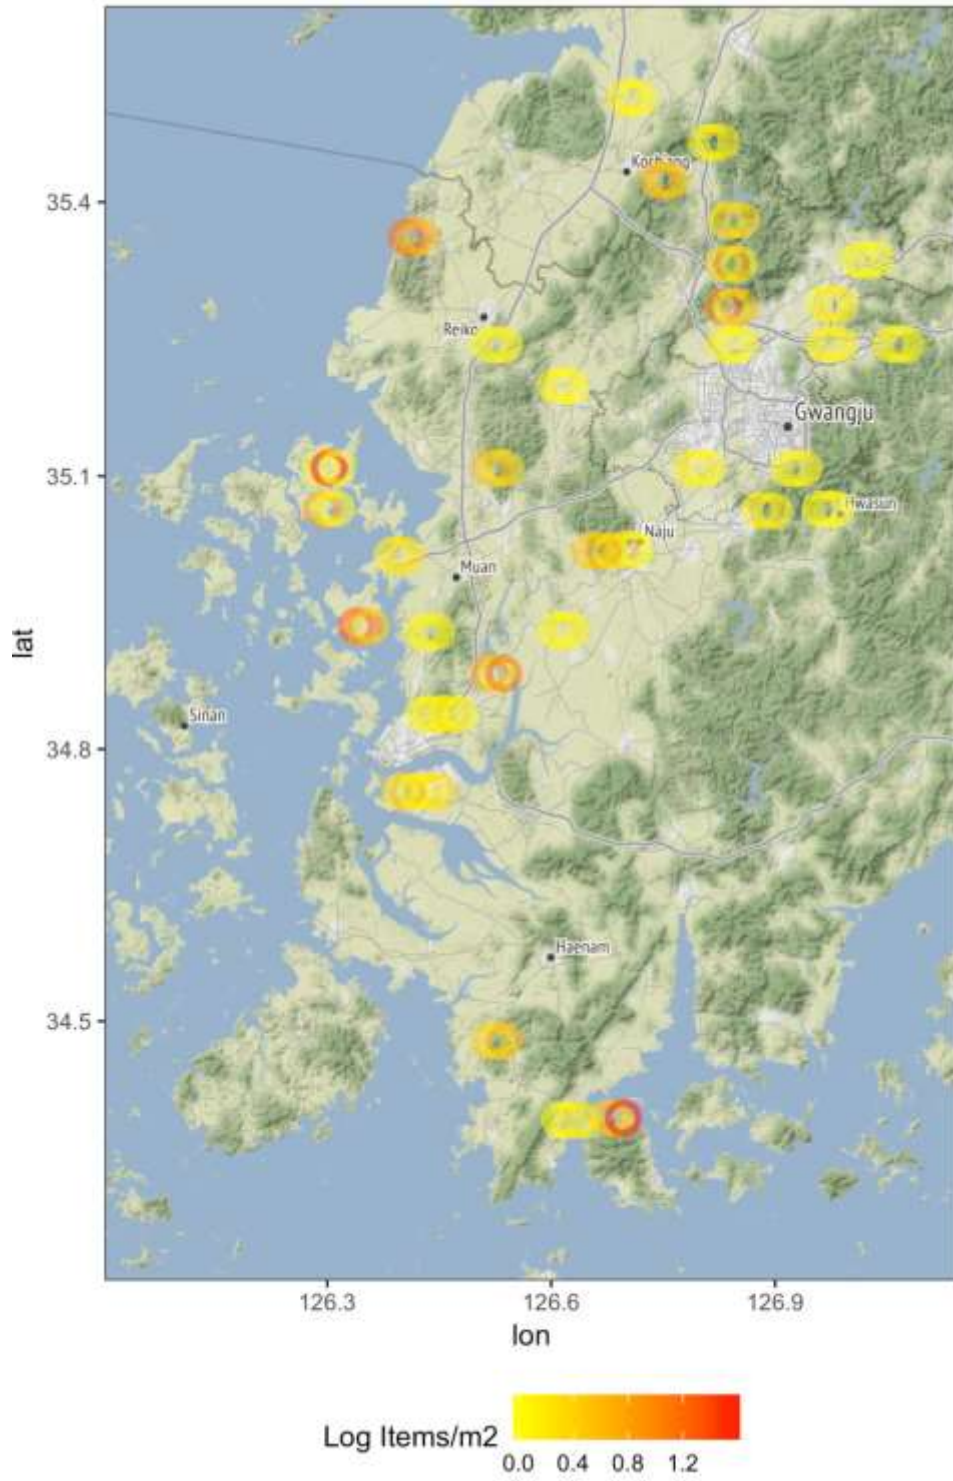 Kochang
35.4
Reiko
Gwangju
35.1
Hwasun
Naju
Muan
lat
Sinan
34.8
Haenam
34.5
126.3 126.6 126.9
lon
Log Items/m2
0.0 0.4 0.8 1.2